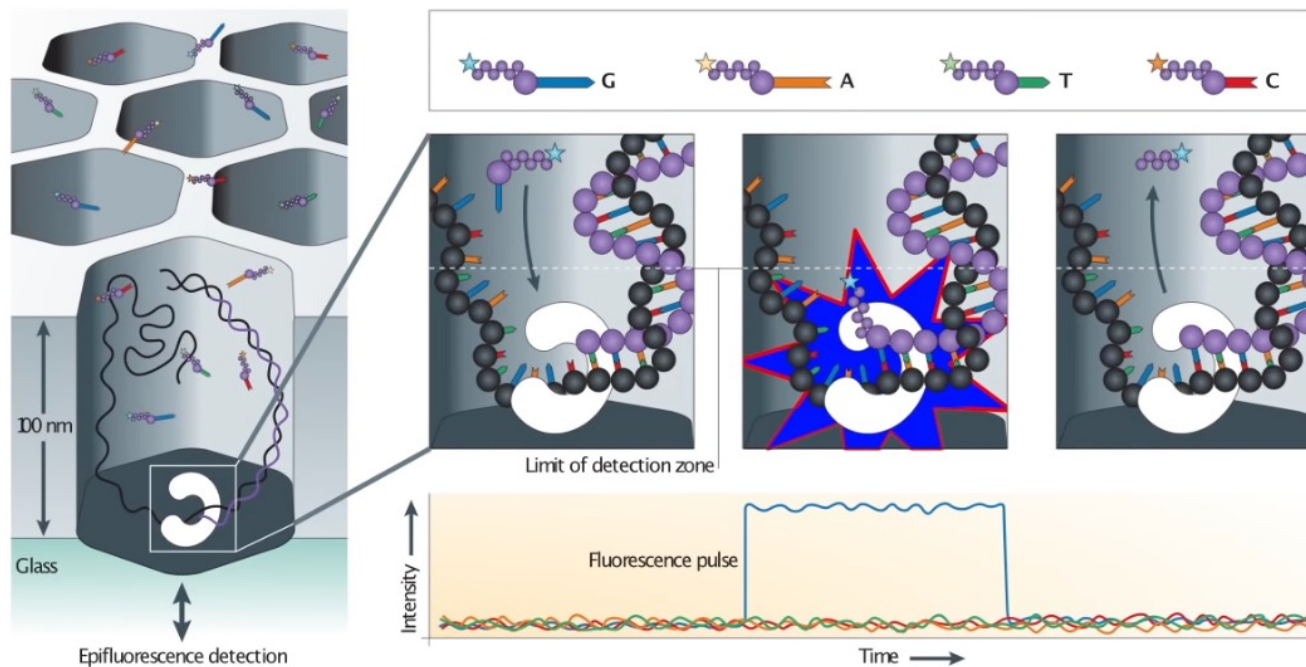 G A T C
100 nm
Limit of detection zone
Glass
Fluorescence pulse
Intensity
Epifluorescence detection
Time